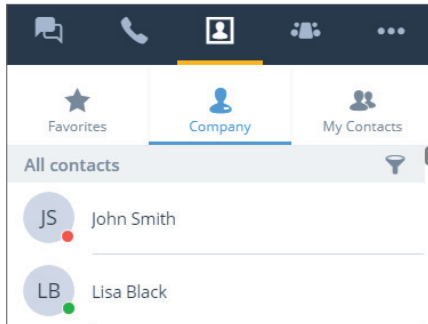 Favorites Company My Contacts
All contacts
JS John Smith
LB Lisa Black